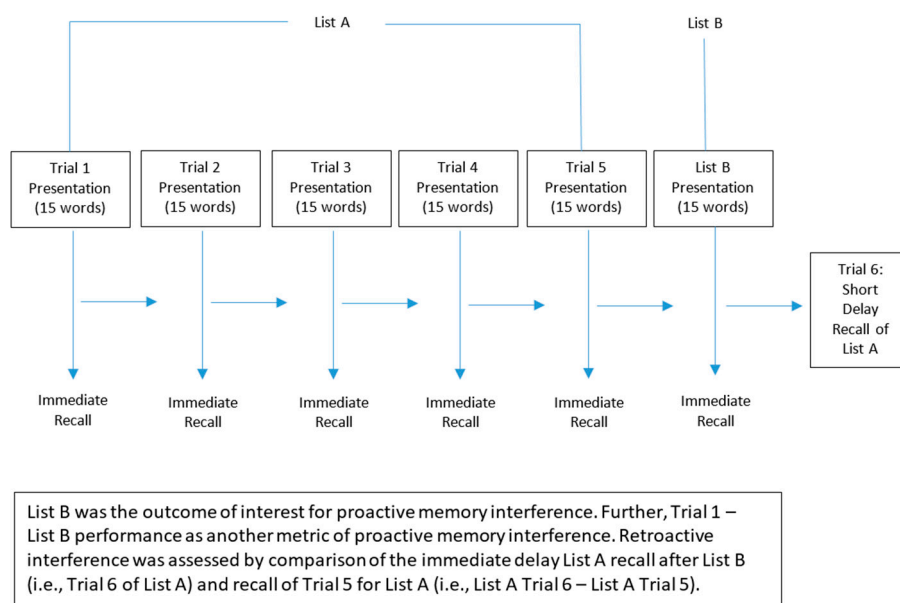 List A
List B
Trial 1
Presentation
(15 words)
Trial 2
Presentation
(15 words)
Trial 3
Presentation
(15 words)
Trial 4
Presentation
(15 words)
Trial 5
Presentation
(15 words)
List B
Presentation
(15 words)
Trial 6:
Short
Delay
Recall of
List A
Immediate
Recall
Immediate
Recall
Immediate
Recall
Immediate
Recall
Immediate
Recall
Immediate
Recall
List B was the outcome of interest for proactive memory interference. Further, Trial 1 –
List B performance as another metric of proactive memory interference. Retroactive
interference was assessed by comparison of the immediate delay List A recall after List B
(i.e., Trial 6 of List A) and recall of Trial 5 for List A (i.e., List A Trial 6 – List A Trial 5).